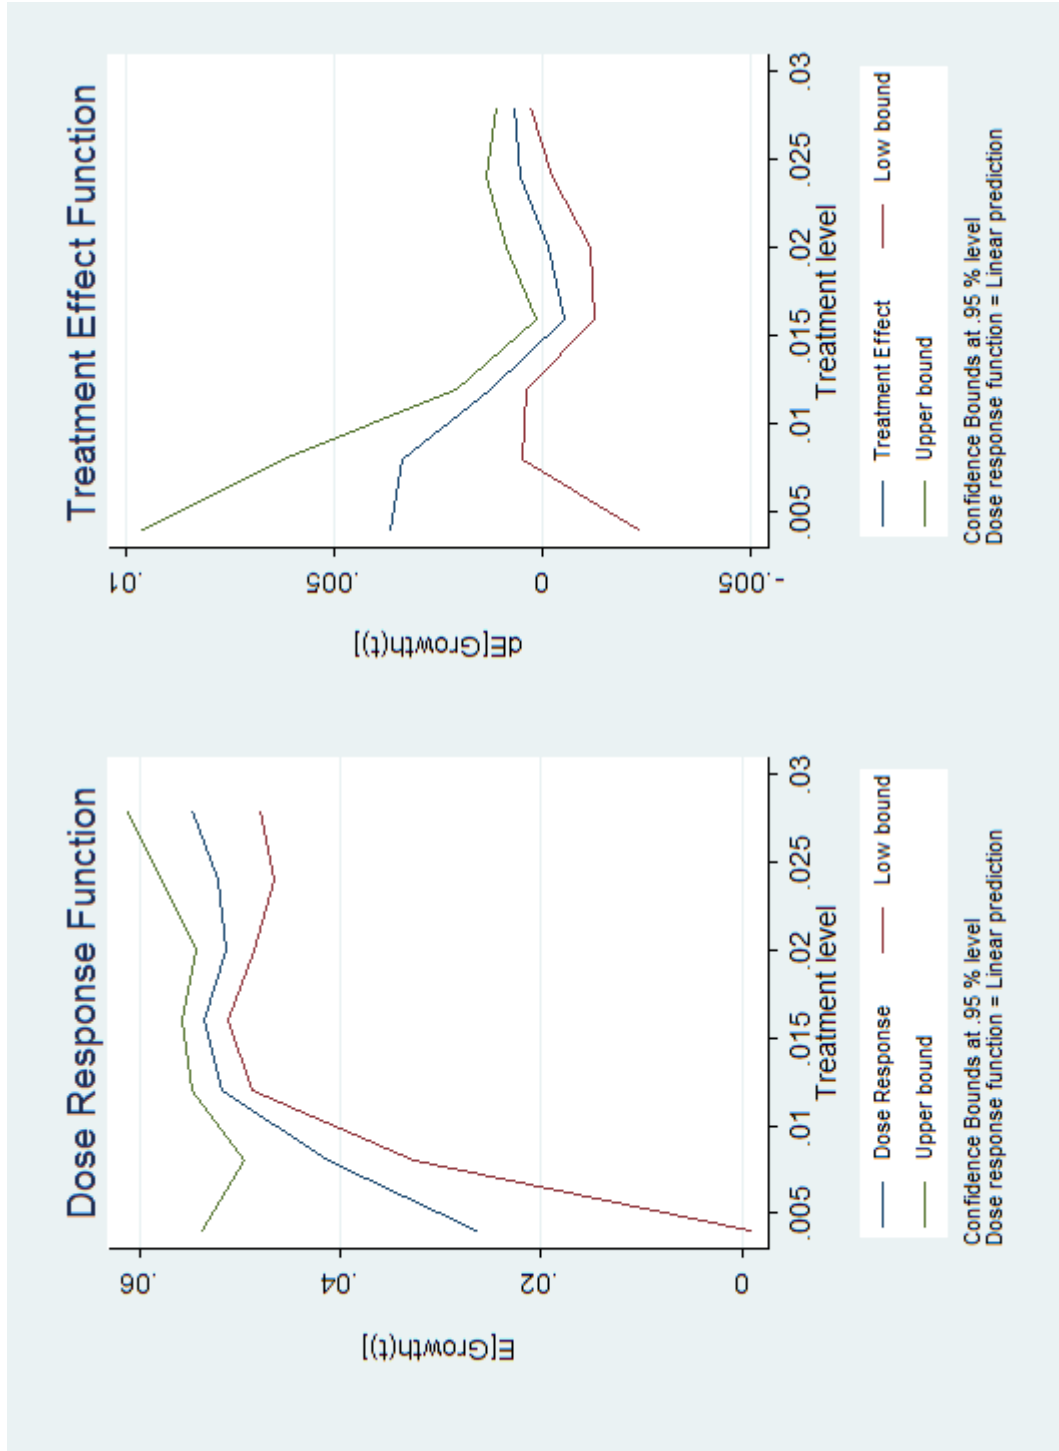 Dose Response Function
E[Growth(t)]
0
.02
.04
.06
.005
.01
.015
.02
.025
.03
Treatment level
Dose Response
Low bound
Upper bound
Confidence Bounds at .95 % level
Dose response function = Linear prediction
Treatment Effect Function
dE[Growth(t)]
-.005
0
.005
.01
.005
.01
.015
.02
.025
.03
Treatment level
Treatment Effect
Low bound
Upper bound
Confidence Bounds at .95 % level
Dose response function = Linear prediction